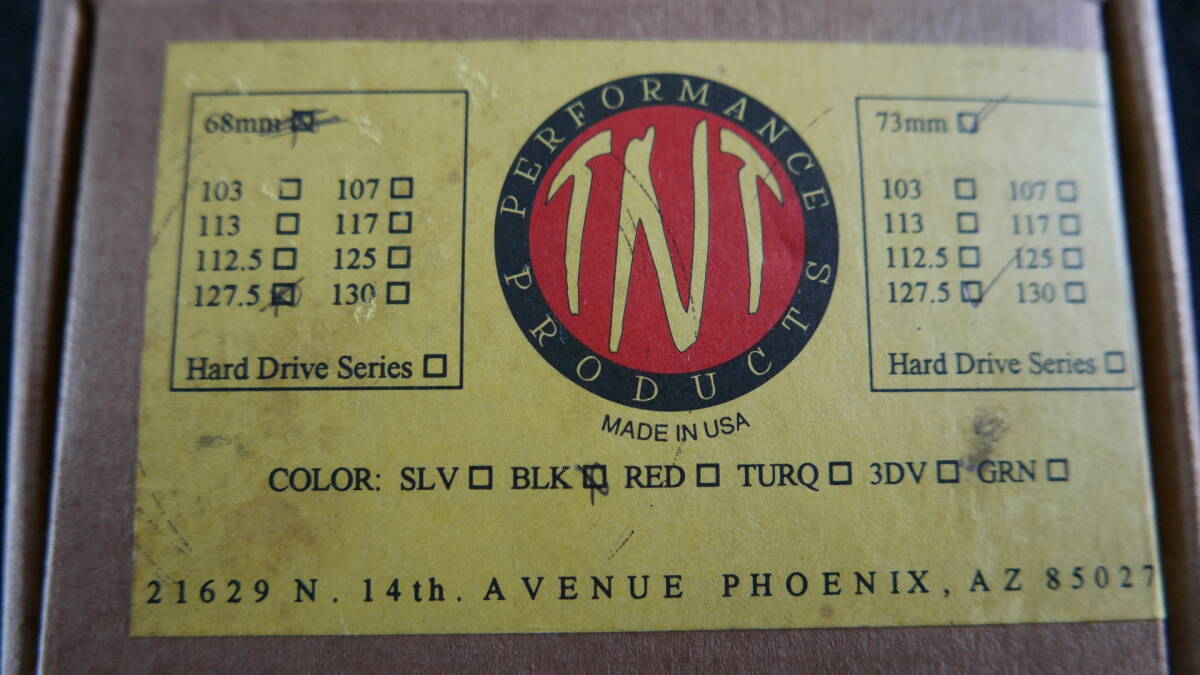 68mm
103 107
113 117
112.5 125
127.5 130
Hard Drive Series
PERFORMANCE
TNT
PRODUCTS
MADE IN USA
73mm
103 107
113 117
112.5 125
127.5 130
Hard Drive Series
COLOR: SLV BLK RED TURQ 3DV GRN
21629 N. 14th. AVENUE PHOENIX, AZ 85027